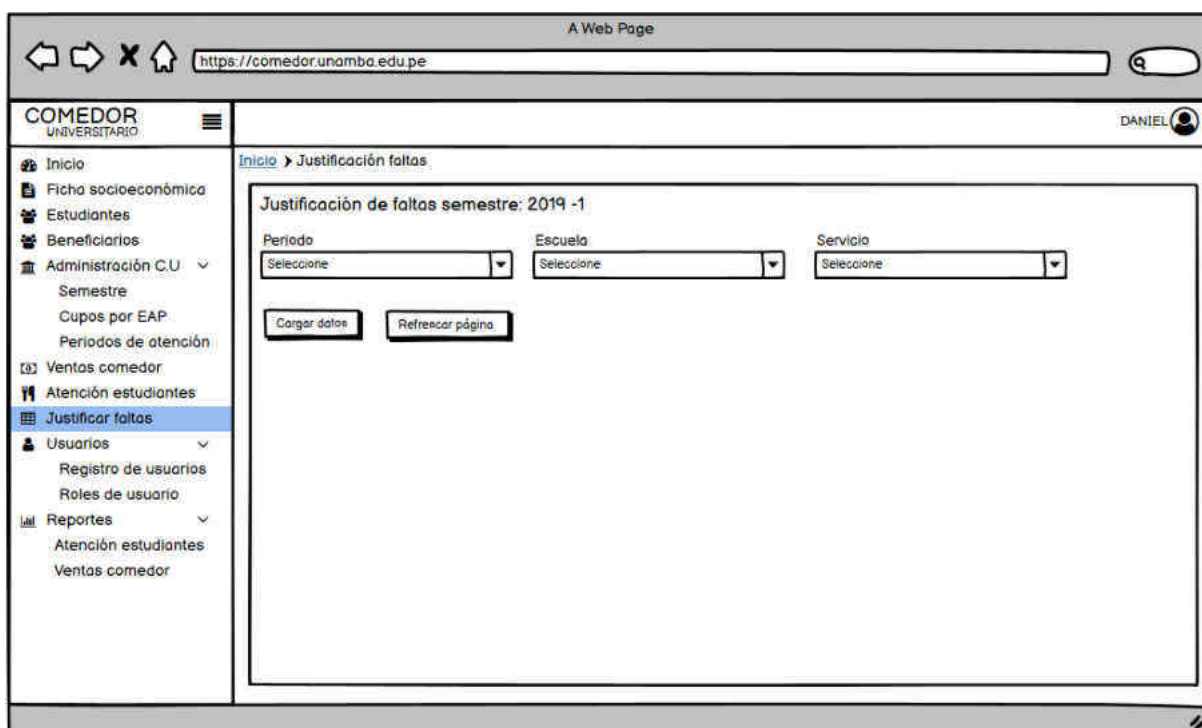 A Web Page
https://comedor.unamba.edu.pe
COMEDOR
UNIVERSITARIO
DANIEL
Inicio
Ficha socioeconómica
Estudiantes
Beneficiarios
Administración C.U
Semestre
Cupos por EAP
Periodos de atención
Ventas comedor
Atención estudiantes
Justificar faltas
Usuarios
Registro de usuarios
Roles de usuario
Reportes
Atención estudiantes
Ventas comedor
Inicio > Justificación faltas
Justificación de faltas semestre: 2019 -1
Periodo Escuela Servicio
Seleccione Seleccione Seleccione
Cargar datos Refrescar página